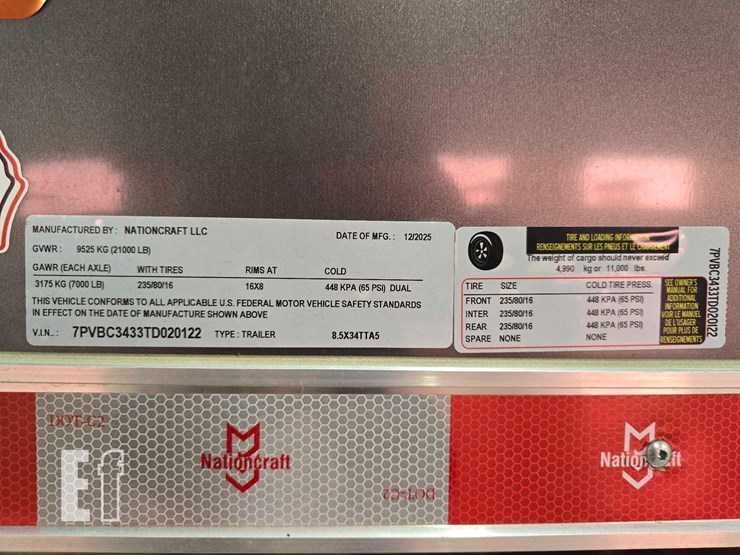 MANUFACTURED BY: NATIONCRAFT LLC DATE OF MFG.: 12/2025
GVWR: 9525 KG (21000 LB)
GAWR (EACH AXLE) WITH TIRES RIMS AT COLD
3175 KG (7000 LB) 235/80/16 16X8 448 KPA (65 PSI) DUAL
THIS VEHICLE CONFORMS TO ALL APPLICABLE U.S. FEDERAL MOTOR VEHICLE SAFETY STANDARDS
IN EFFECT ON THE DATE OF MANUFACTURE SHOWN ABOVE
V.I.N.: 7PVBC3433TD020122 TYPE: TRAILER 8.5X34TTA5
TIRE AND LOADING INFORMATION
RENSEIGNEMENTS SUR LES PNEUS ET LE CHARGEMENT
The weight of cargo should never exceed
4,990 kg or 11,000 lbs.
TIRE SIZE COLD TIRE PRESS.
FRONT 235/80/16 448 KPA (65 PSI)
INTER 235/80/16 448 KPA (65 PSI)
REAR 235/80/16 448 KPA (65 PSI)
SPARE NONE NONE
SEE OWNER'S
MANUAL FOR
ADDITIONAL
INFORMATION
VOIR LE MANUEL
DE L'USAGER
POUR PLUS DE
RENSEIGNEMENTS
7PVBC3433TD020122
DOT-C2
Nationcraft
DOT-C2
Nationcraft
Ef